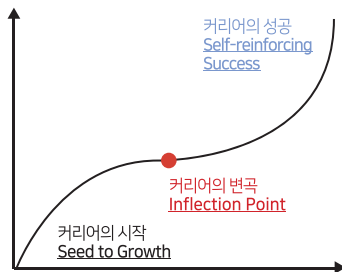 커리어의 성공
Self-reinforcing
Success
커리어의 변곡
Inflection Point
커리어의 시작
Seed to Growth